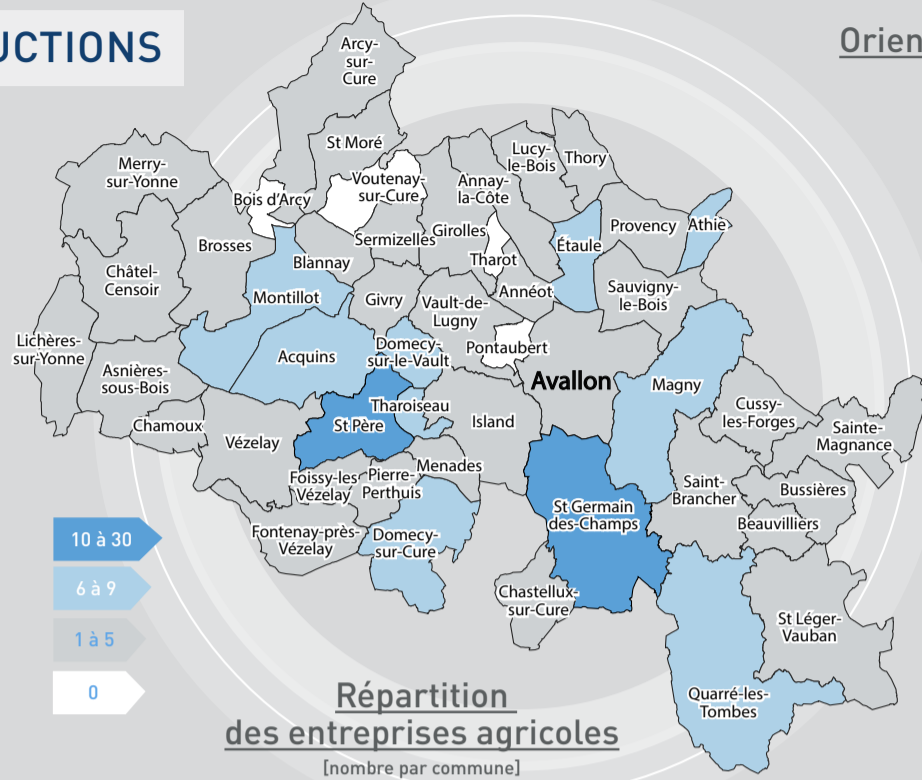 UCTIONS
Orien
Arcy-
sur-
Cure
St Moré
Merry-
sur-Yonne
Bois d'Arcy
Voutenay-
sur-Cure
Lucy-
le-Bois
Thory
Annay-
la-Côte
Brosses
Sermizelles
Girolles
Tharot
Étaule
Provency
Athie
Blannay
Châtel-
Censoir
Montillot
Givry
Vault-de-
Lugny
Annéot
Sauvigny-
le-Bois
Lichères-
sur-Yonne
Asnières-
sous-Bois
Acquins
Domecy-
sur-le-Vault
Pontaubert
Avallon
Magny
Chamoux
Vézelay
St Père
Tharoiseau
Island
Cussy-
les-Forges
Sainte-
Magnance
Foissy-les
Vézelay
Pierre-
Perthuis
Menades
Saint-
Brancher
Bussières
Beauvilliers
St Germain
des-Champs
Fontenay-près-
Vézelay
Domecy-
sur-Cure
Chastellux-
sur-Cure
St Léger-
Vauban
Quarré-les-
Tombes
10 à 30
6 à 9
1 à 5
0
Répartition
des entreprises agricoles
[nombre par commune]